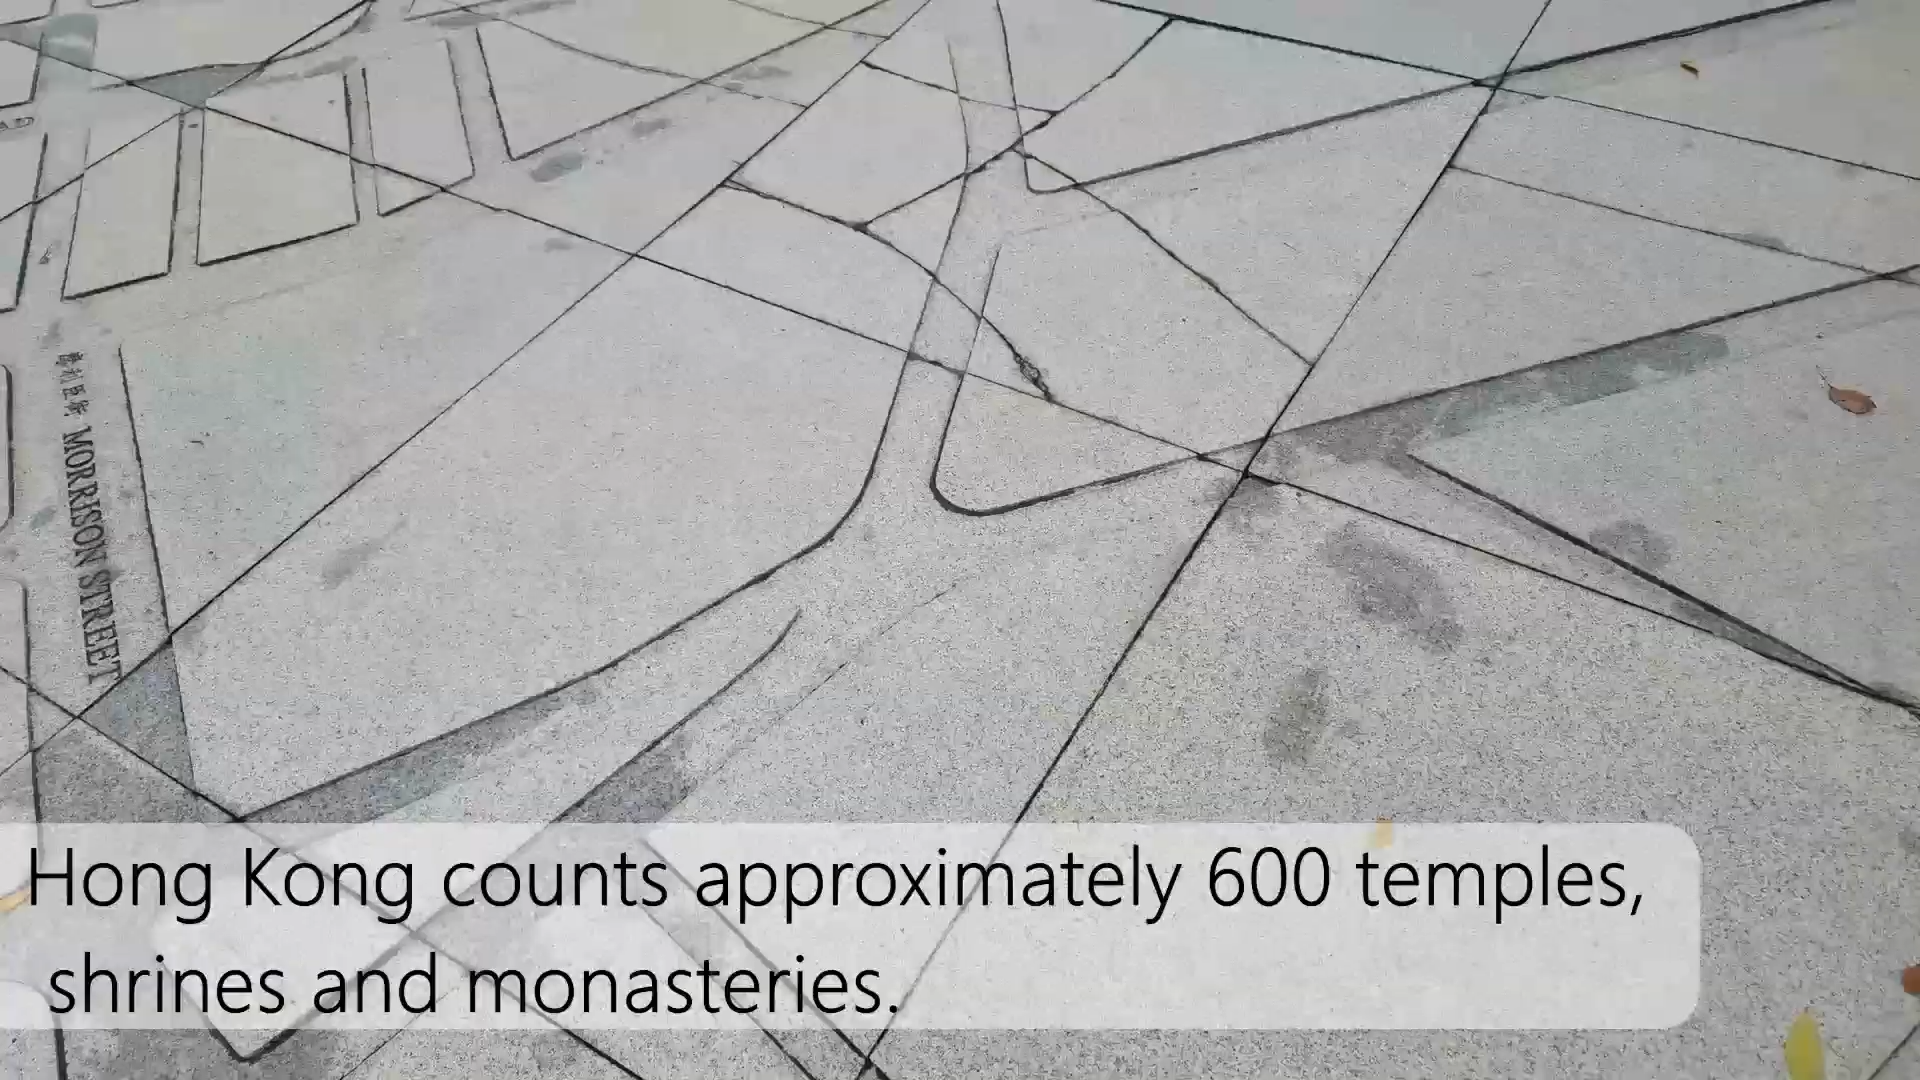 MORRISON STREET
Hong Kong counts approximately 600 temples,
shrines and monasteries.